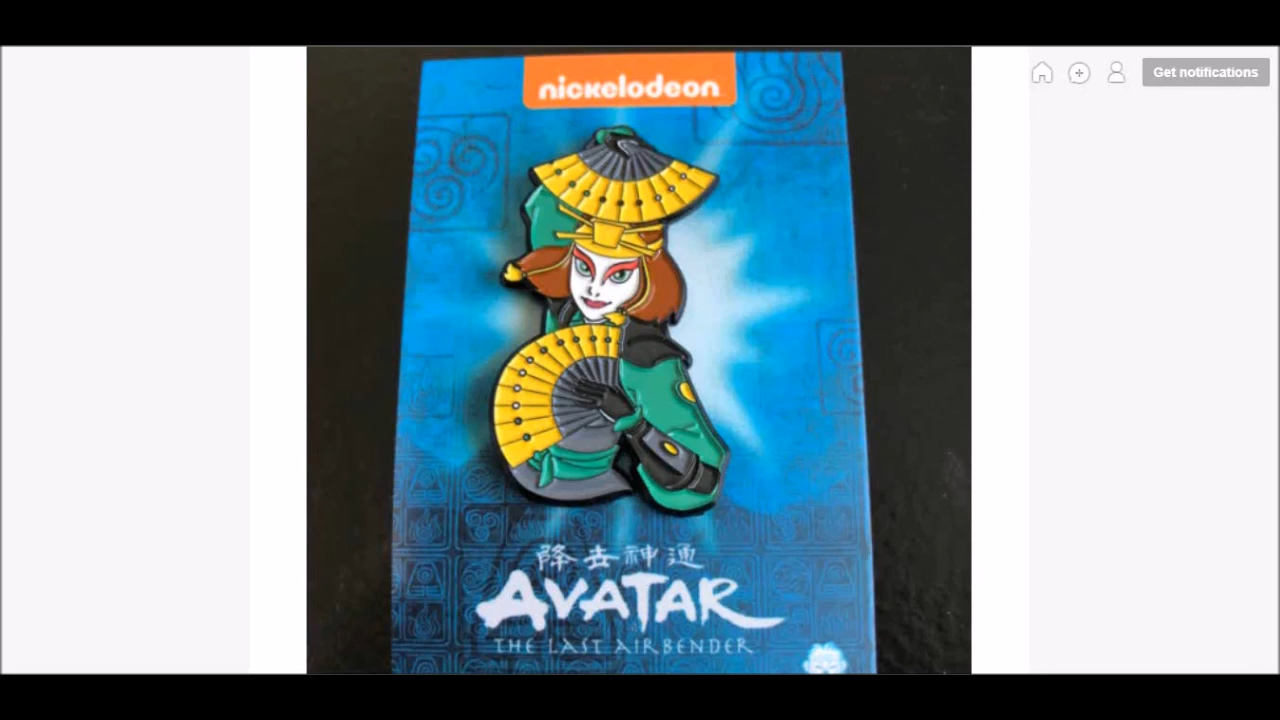 nickelodeon
Get notifications
降去神通
AVATAR
THE LAST AIRBENDER